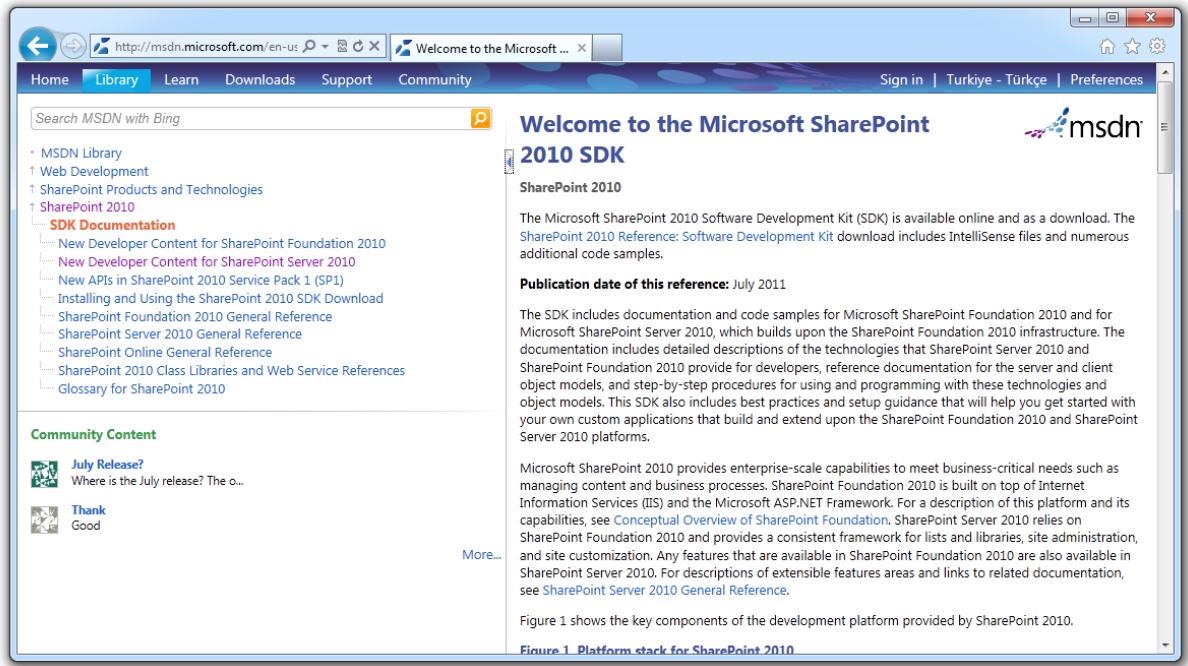 http://msdn.microsoft.com/en-us
Welcome to the Microsoft ...
Home Library Learn Downloads Support Community
Sign in | Turkiye - Türkçe | Preferences
Search MSDN with Bing
MSDN Library
Web Development
SharePoint Products and Technologies
SharePoint 2010
SDK Documentation
New Developer Content for SharePoint Foundation 2010
New Developer Content for SharePoint Server 2010
New APIs in SharePoint 2010 Service Pack 1 (SP1)
Installing and Using the SharePoint 2010 SDK Download
SharePoint Foundation 2010 General Reference
SharePoint Server 2010 General Reference
SharePoint Online General Reference
SharePoint 2010 Class Libraries and Web Service References
Glossary for SharePoint 2010
Community Content
July Release?
Where is the July release? The o...
Thank
Good
More...
msdn
Welcome to the Microsoft SharePoint
2010 SDK
SharePoint 2010
The Microsoft SharePoint 2010 Software Development Kit (SDK) is available online and as a download. The
SharePoint 2010 Reference: Software Development Kit download includes IntelliSense files and numerous
additional code samples.
Publication date of this reference: July 2011
The SDK includes documentation and code samples for Microsoft SharePoint Foundation 2010 and for
Microsoft SharePoint Server 2010, which builds upon the SharePoint Foundation 2010 infrastructure. The
documentation includes detailed descriptions of the technologies that SharePoint Server 2010 and
SharePoint Foundation 2010 provide for developers, reference documentation for the server and client
object models, and step-by-step procedures for using and programming with these technologies and
object models. This SDK also includes best practices and setup guidance that will help you get started with
your own custom applications that build and extend upon the SharePoint Foundation 2010 and SharePoint
Server 2010 platforms.
Microsoft SharePoint 2010 provides enterprise-scale capabilities to meet business-critical needs such as
managing content and business processes. SharePoint Foundation 2010 is built on top of Internet
Information Services (IIS) and the Microsoft ASP.NET Framework. For a description of this platform and its
capabilities, see Conceptual Overview of SharePoint Foundation. SharePoint Server 2010 relies on
SharePoint Foundation 2010 and provides a consistent framework for lists and libraries, site administration,
and site customization. Any features that are available in SharePoint Foundation 2010 are also available in
SharePoint Server 2010. For descriptions of extensible features areas and links to related documentation,
see SharePoint Server 2010 General Reference.
Figure 1 shows the key components of the development platform provided by SharePoint 2010.
Figure 1. Platform stack for SharePoint 2010